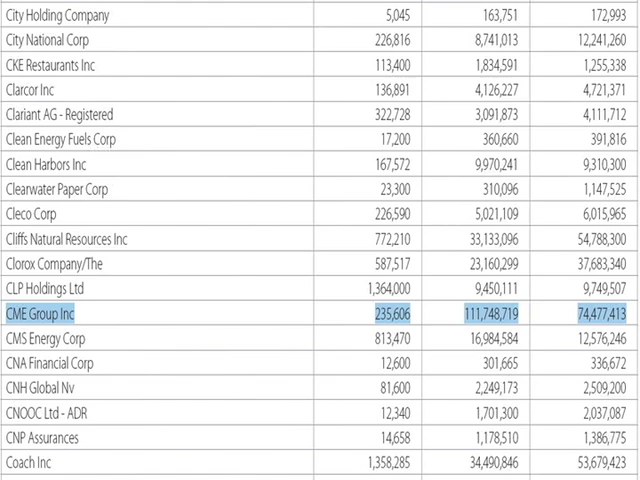 City Holding Company 5,045 163,751 172,993
City National Corp 226,816 8,741,013 12,241,260
CKE Restaurants Inc 113,400 1,834,591 1,255,338
Clarcor Inc 136,891 4,126,227 4,721,371
Clariant AG - Registered 322,728 3,091,873 4,111,712
Clean Energy Fuels Corp 17,200 360,660 391,816
Clean Harbors Inc 167,572 9,970,241 9,310,300
Clearwater Paper Corp 23,300 310,096 1,147,525
Cleco Corp 226,590 5,021,109 6,015,965
Cliffs Natural Resources Inc 772,210 33,133,096 54,788,300
Clorox Company/The 587,517 23,160,299 37,683,340
CLP Holdings Ltd 1,364,000 9,450,111 9,749,507
CME Group Inc 235,606 111,748,719 74,477,413
CMS Energy Corp 813,470 16,984,584 12,576,246
CNA Financial Corp 12,600 301,665 336,672
CNH Global Nv 81,600 2,249,173 2,509,200
CNOOC Ltd - ADR 12,340 1,701,300 2,037,087
CNP Assurances 14,658 1,178,510 1,386,775
Coach Inc 1,358,285 34,490,846 53,679,423